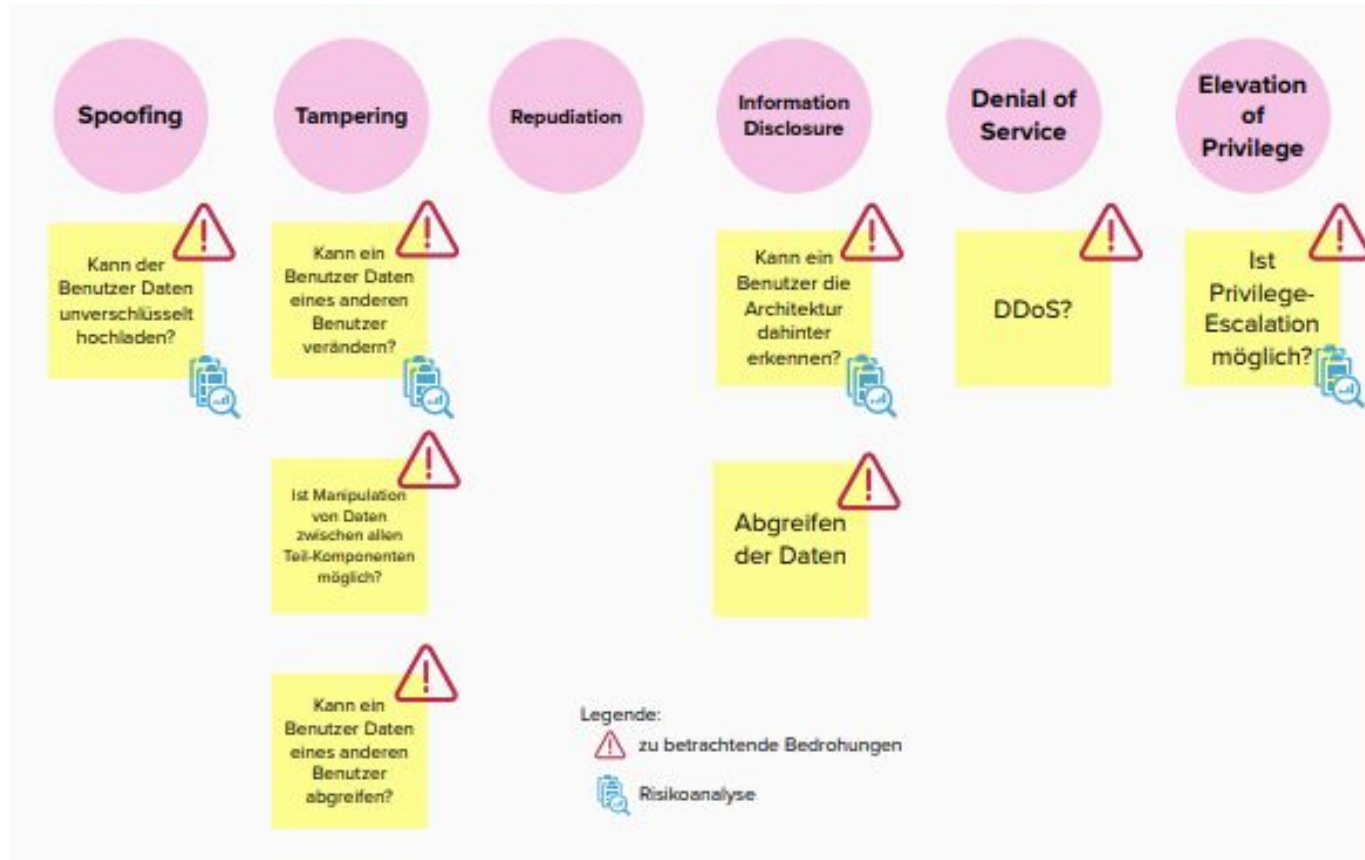 Spoofing
Tampering
Repudiation
Information
Disclosure
Denial of
Service
Elevation
of
Privilege
Kann der
Benutzer Daten
unverschlüsselt
hochladen?
Kann ein
Benutzer Daten
eines anderen
Benutzer
verändern?
Kann ein
Benutzer die
Architektur
dahinter
erkennen?
DDoS?
Ist
Privilege-
Escalation
möglich?
Ist Manipulation
von Daten
zwischen allen
Teil-Komponenten
möglich?
Abgreifen
der Daten
Kann ein
Benutzer Daten
eines anderen
Benutzer
abgreifen?
Legende:
zu betrachtende Bedrohungen
Risikoanalyse